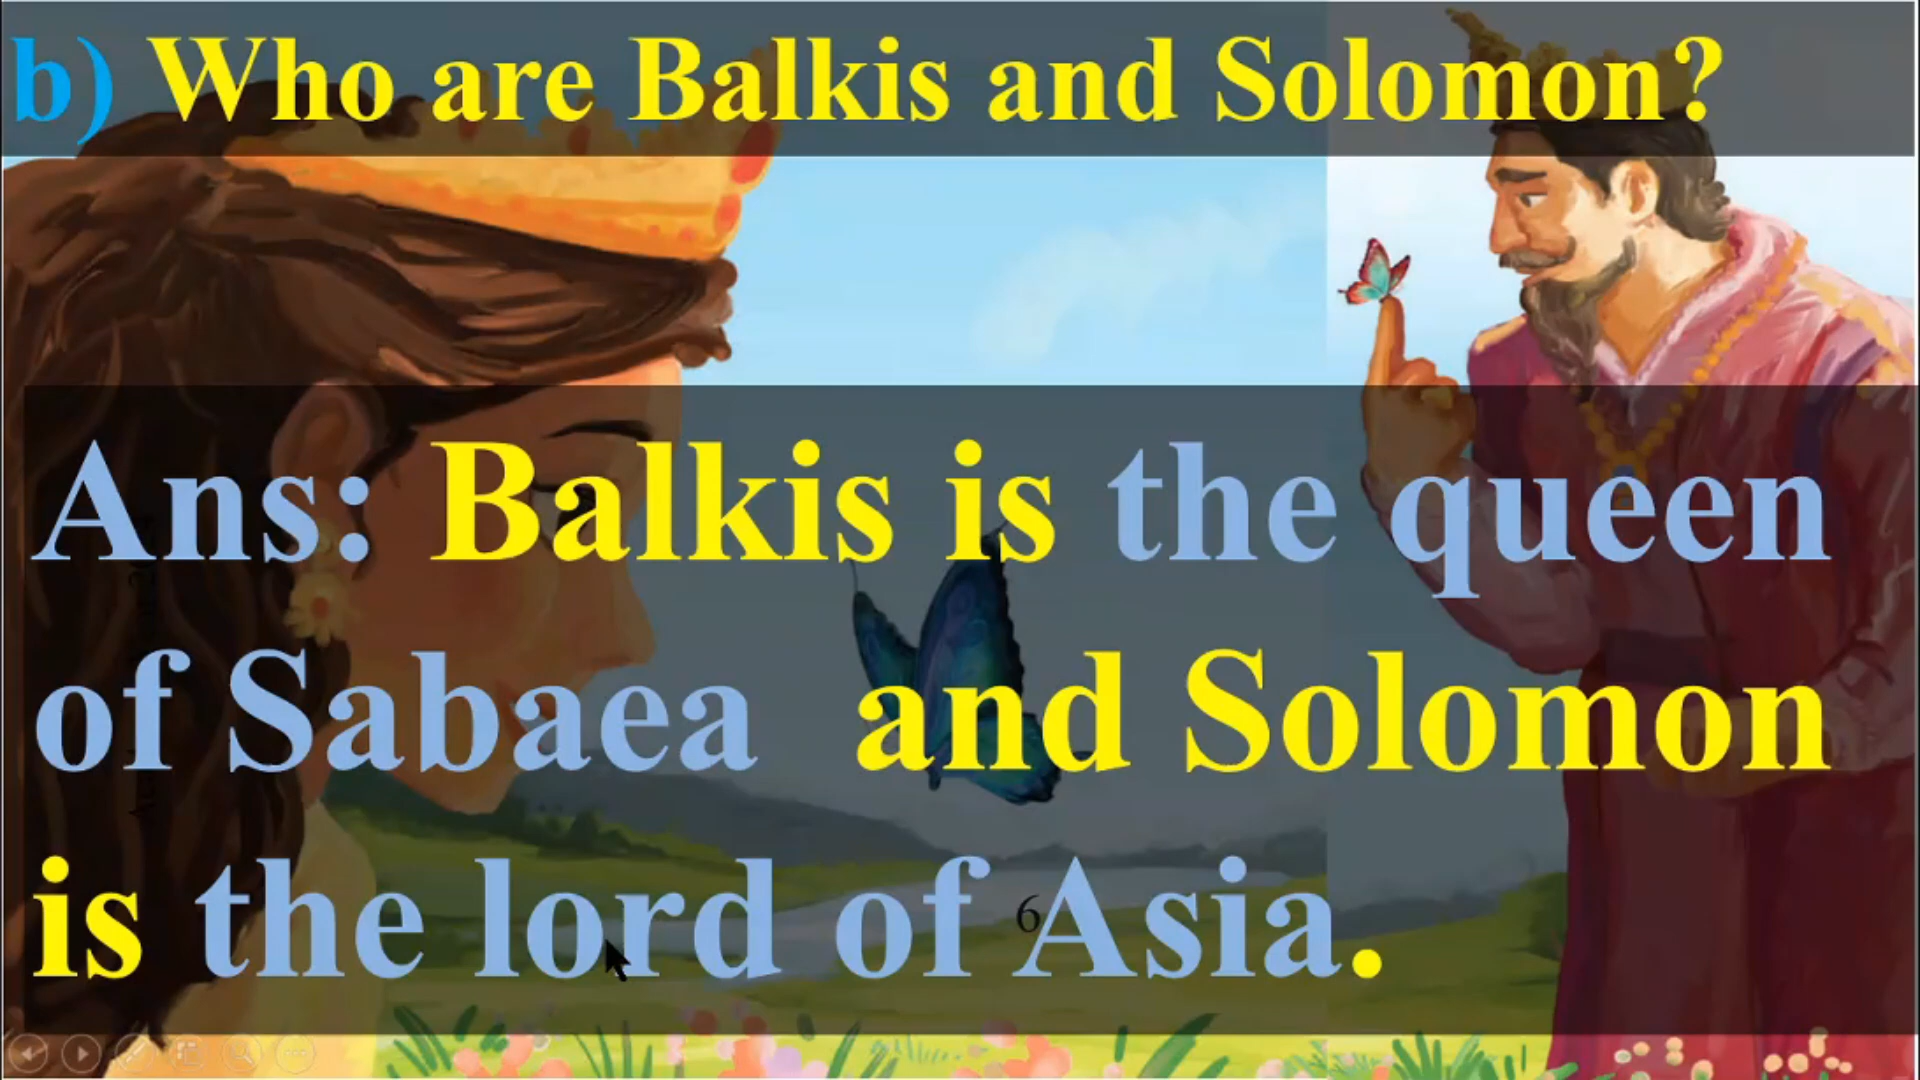 b) Who are Balkis and Solomon?
Ans: Balkis is the queen
of Sabaea and Solomon
is the lord of Asia.
6